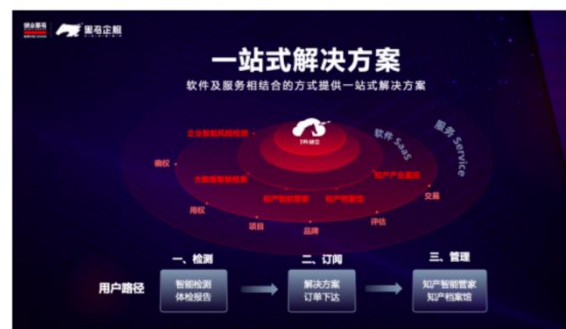 黑名企服
一站式解决方案
软件及服务相结合的方式提供一站式解决方案
软件 SaaS
服务 Service
企业智能风险检测
确权
大数据智能检索
知产智能管家
知产档案馆
知产产业监控
用权
项目
品牌
评估
交易
一、检测
二、订阅
三、管理
用户路径
智能检测
体检报告
解决方案
订单下达
知产智能管家
知产档案馆